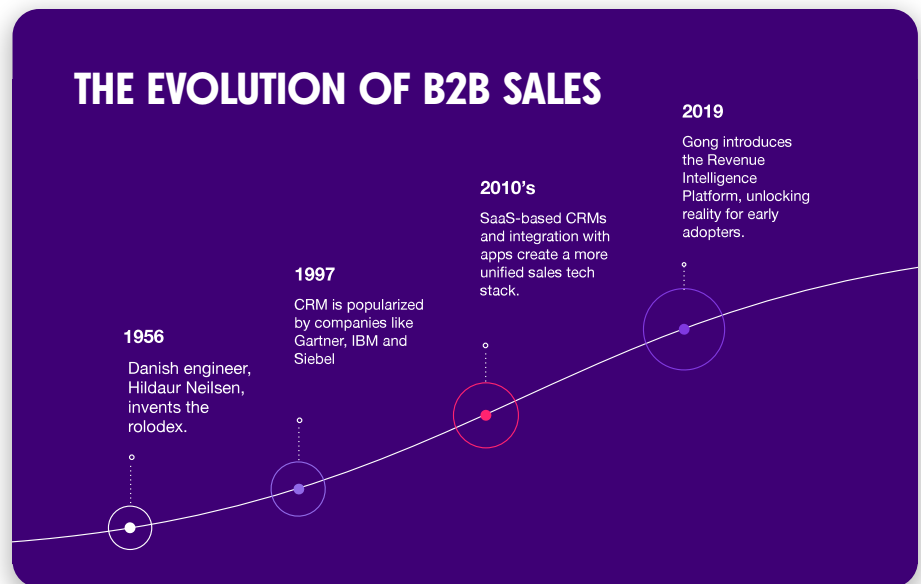 THE EVOLUTION OF B2B SALES
1956
Danish engineer,
Hildaur Neilsen,
invents the
rolodex.
1997
CRM is popularized
by companies like
Gartner, IBM and
Siebel
2010's
SaaS-based CRMs
and integration with
apps create a more
unified sales tech
stack.
2019
Gong introduces
the Revenue
Intelligence
Platform, unlocking
reality for early
adopters.